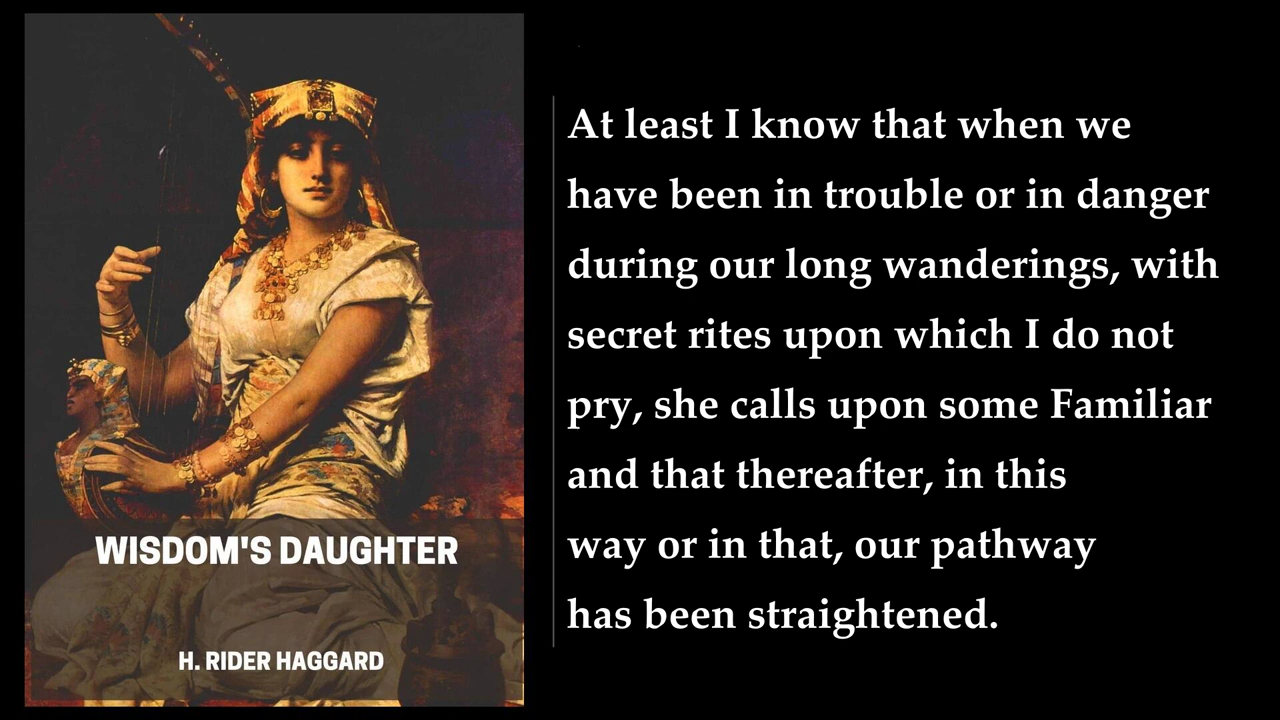 WISDOM'S DAUGHTER
H. RIDER HAGGARD
At least I know that when we
have been in trouble or in danger
during our long wanderings, with
secret rites upon which I do not
pry, she calls upon some Familiar
and that thereafter, in this
way or in that, our pathway
has been straightened.